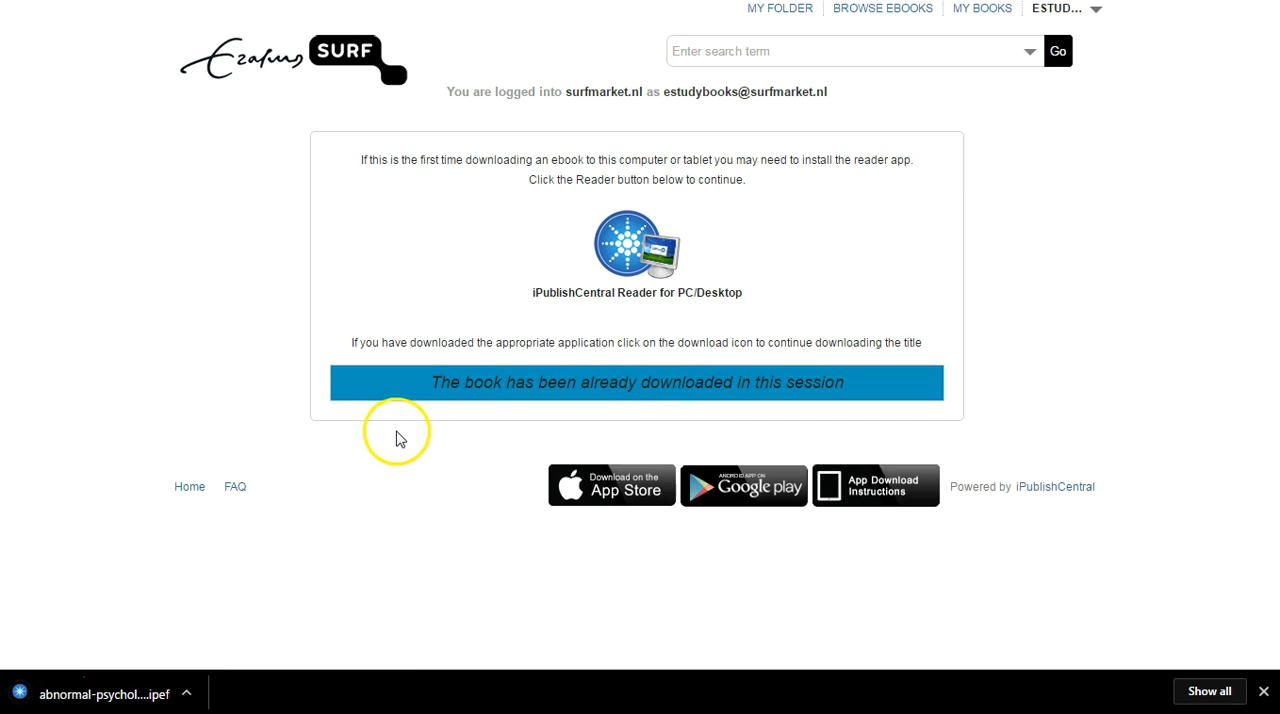 MY FOLDER BROWSE EBOOKS MY BOOKS ESTUD...
Erasmus SURF
Enter search term Go
You are logged into surfmarket.nl as estudybooks@surfmarket.nl
If this is the first time downloading an ebook to this computer or tablet you may need to install the reader app.
Click the Reader button below to continue.
iPublishCentral Reader for PC/Desktop
If you have downloaded the appropriate application click on the download icon to continue downloading the title
The book has been already downloaded in this session
Home FAQ
Download on the
App Store
ANDROID APP ON
Google play
App Download
Instructions
Powered by iPublishCentral
abnormal-psychol....ipef
Show all